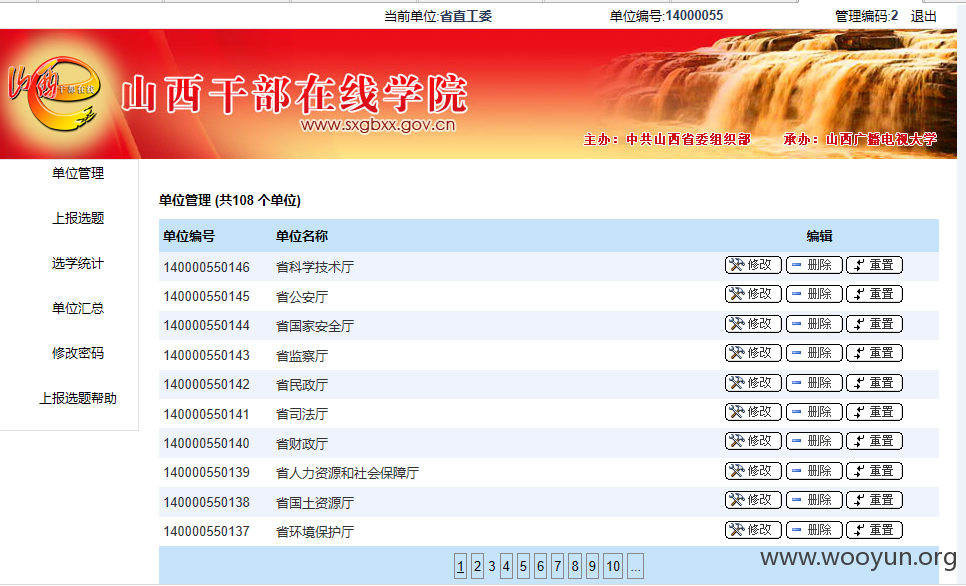 当前单位:省直工委 单位编号:14000055 管理编码:2 退出
山西 干部在线
山西干部在线学院
www.sxgbxx.gov.cn
主办：中共山西省委组织部 承办：山西广播电视大学
单位管理
上报选题
选学统计
单位汇总
修改密码
上报选题帮助
单位管理 (共108 个单位)
单位编号 单位名称 编辑
140000550146 省科学技术厅 修改 删除 重置
140000550145 省公安厅 修改 删除 重置
140000550144 省国家安全厅 修改 删除 重置
140000550143 省监察厅 修改 删除 重置
140000550142 省民政厅 修改 删除 重置
140000550141 省司法厅 修改 删除 重置
140000550140 省财政厅 修改 删除 重置
140000550139 省人力资源和社会保障厅 修改 删除 重置
140000550138 省国土资源厅 修改 删除 重置
140000550137 省环境保护厅 修改 删除 重置
1 2 3 4 5 6 7 8 9 10 ...
www.wooyun.org